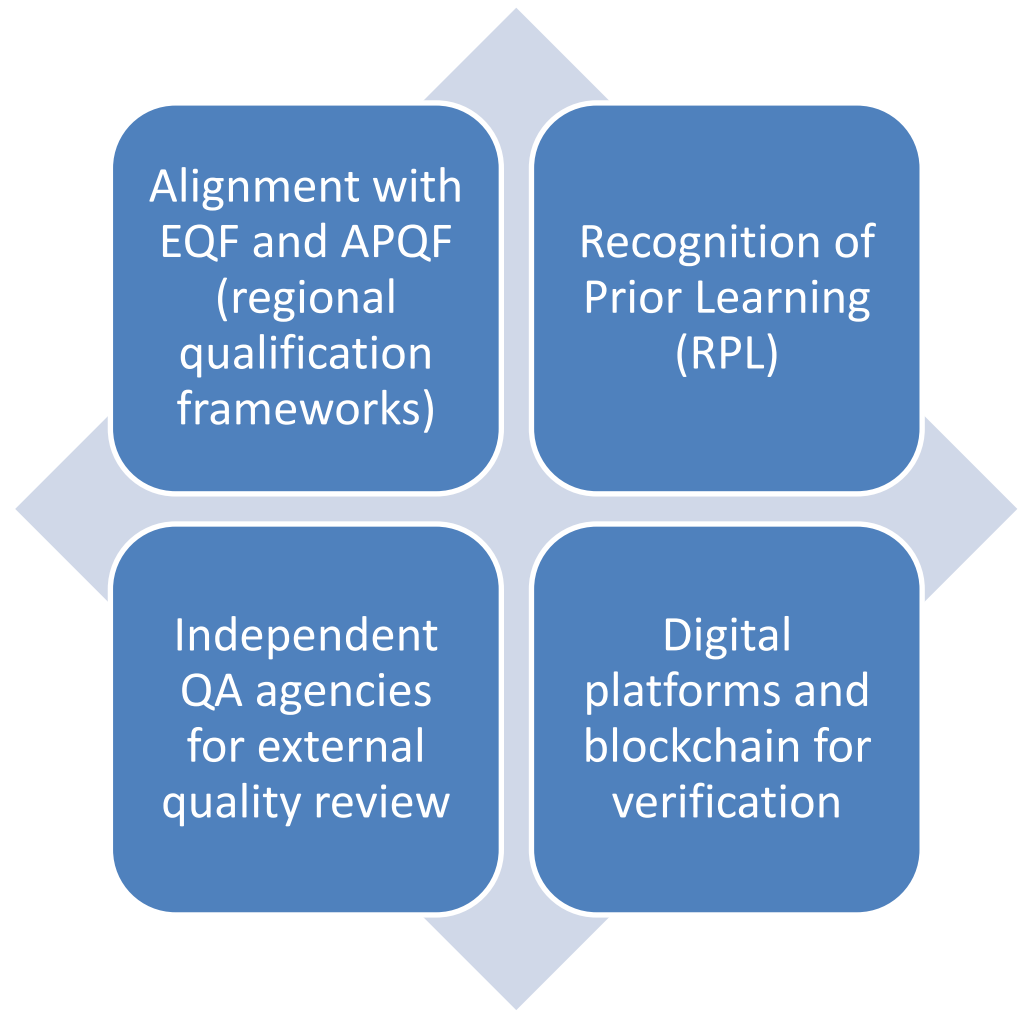 Alignment with
EQF and APQF
(regional
qualification
frameworks)
Recognition of
Prior Learning
(RPL)
Independent
QA agencies
for external
quality review
Digital
platforms and
blockchain for
verification